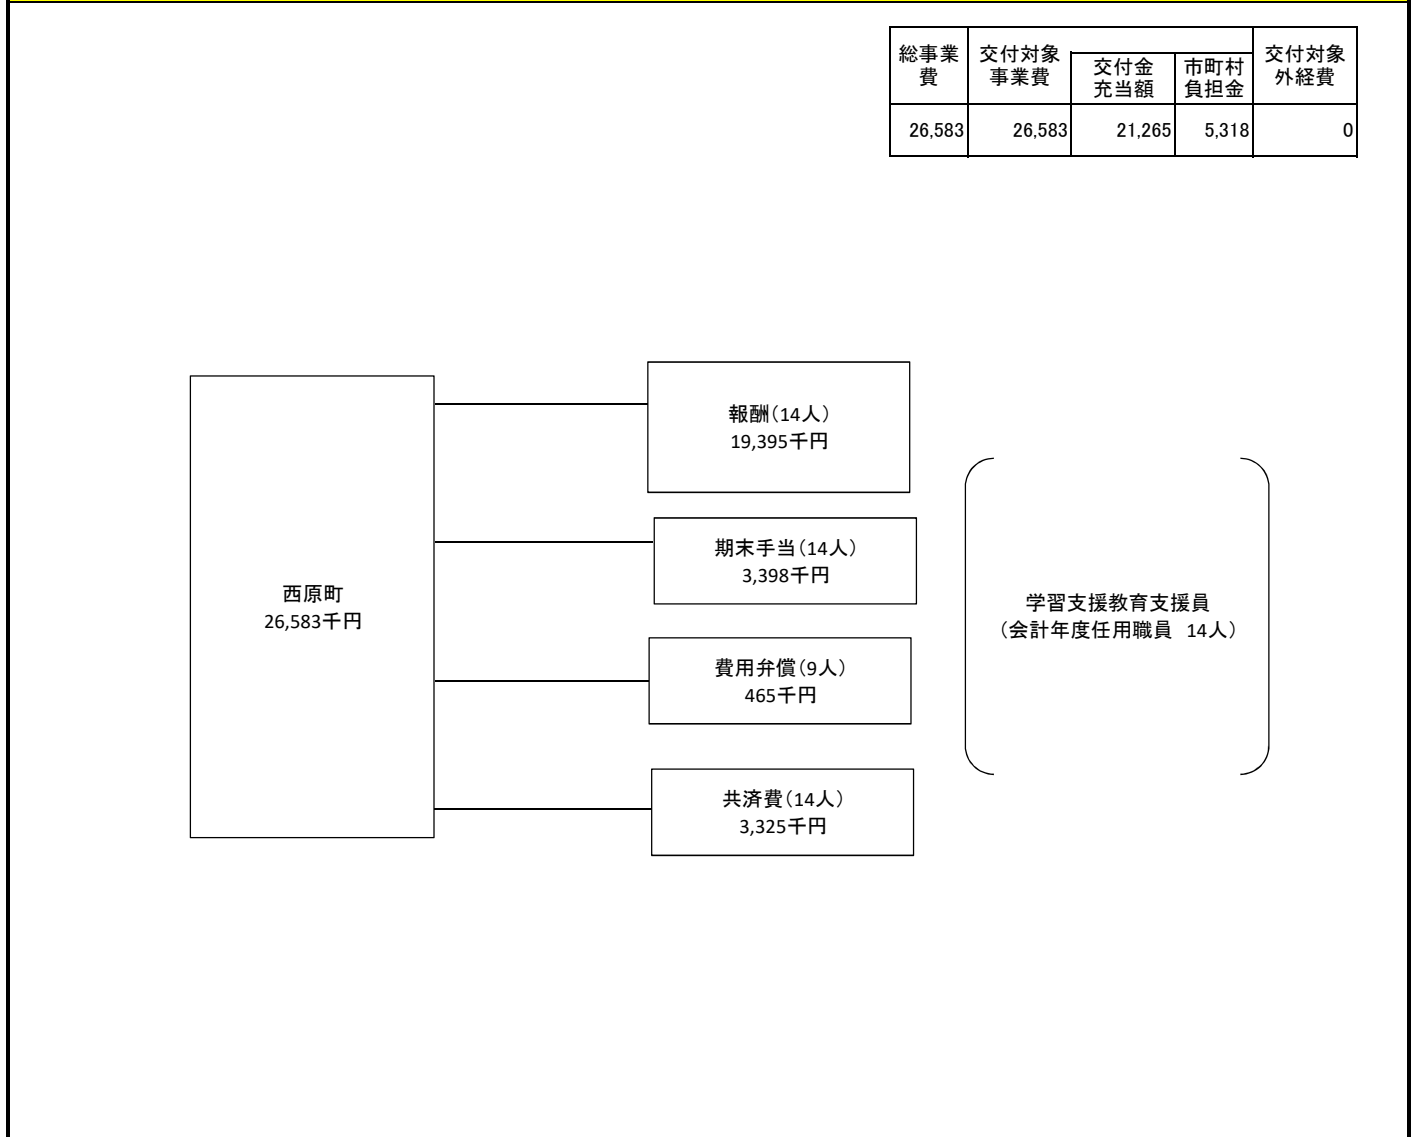 総事業
費
交付対象
事業費
交付金
充当額
市町村
負担金
交付対象
外経費
26,583
26,583
21,265
5,318
0
報酬(14人)
19,395千円
期末手当(14人)
3,398千円
西原町
26,583千円
学習支援教育支援員
(会計年度任用職員 14人)
費用弁償(9人)
465千円
共済費(14人)
3,325千円